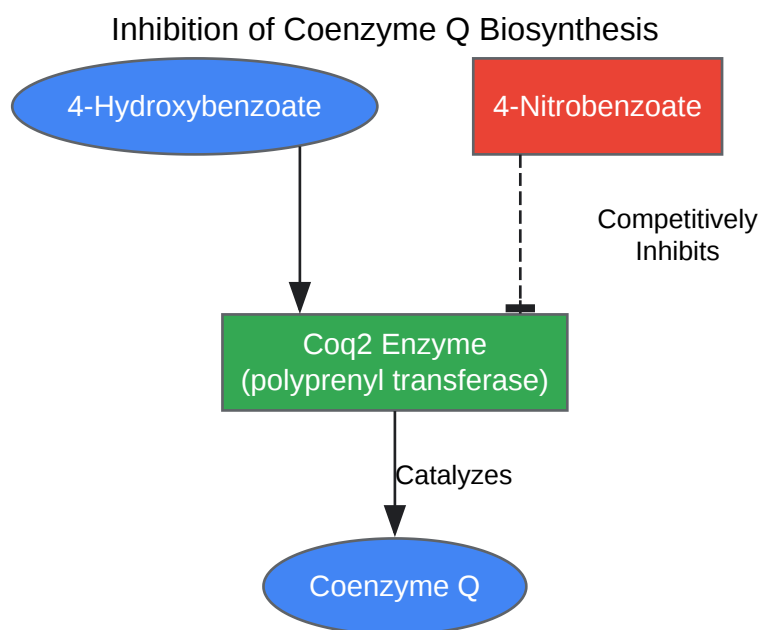 Inhibition of Coenzyme Q Biosynthesis
4-Hydroxybenzoate
4-Nitrobenzoate
Competitively
Inhibits
Coq2 Enzyme
(polyprenyl transferase)
Catalyzes
Coenzyme Q